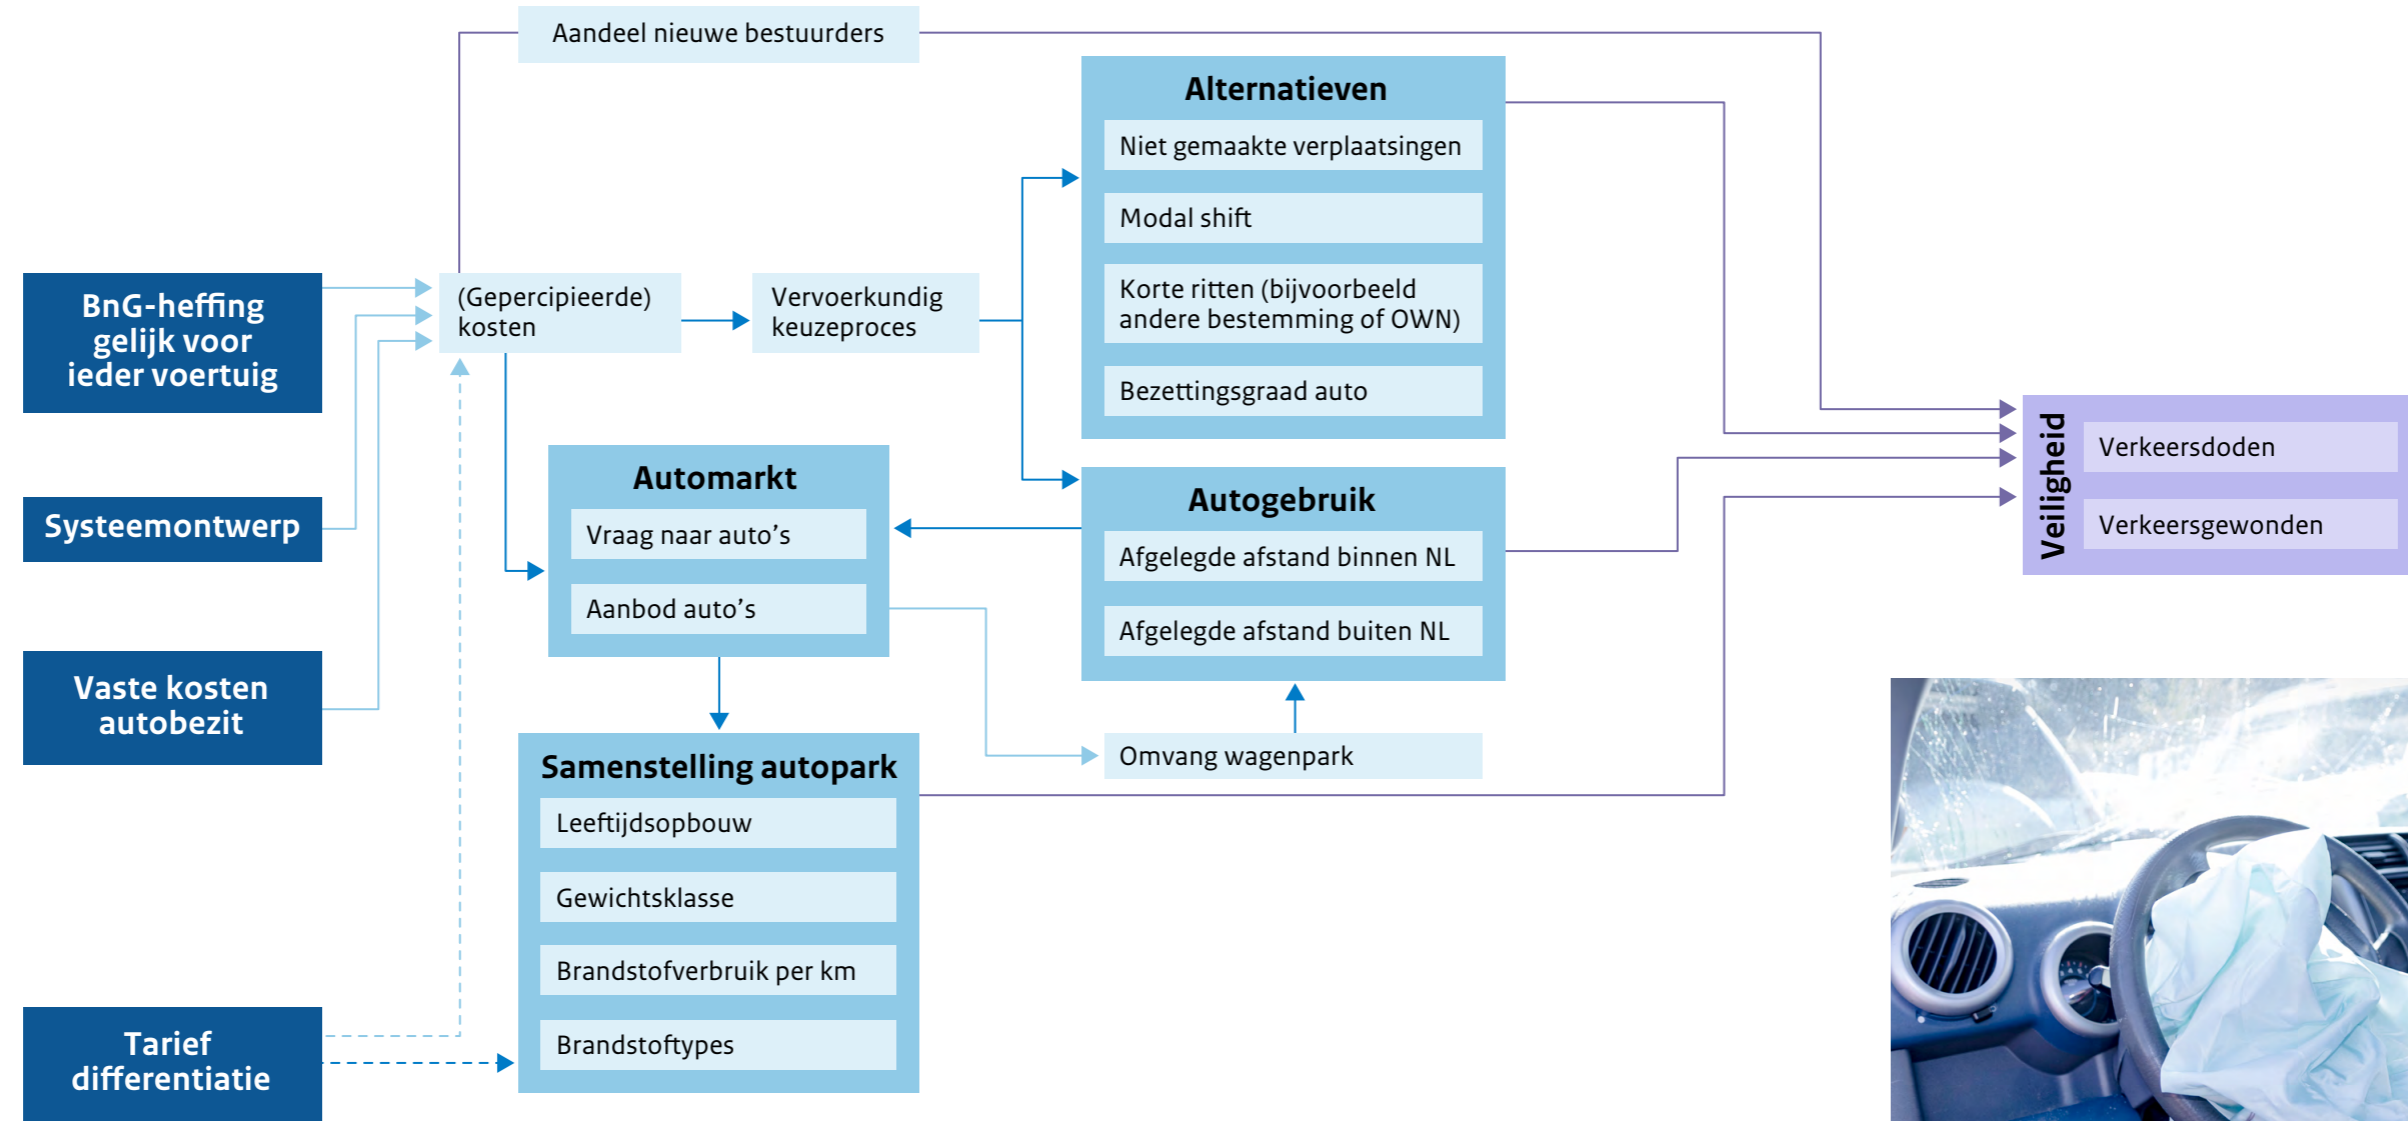 Aandeel nieuwe bestuurders
BnG-heffing
gelijk voor
ieder voertuig
Systeemontwerp
Vaste kosten
autobezit
Tarief
differentiatie
(Gepercipieerde)
kosten
Vervoerkundig
keuzeproces
Automarkt
Vraag naar auto’s
Aanbod auto’s
Samenstelling autopark
Leeftijdsopbouw
Gewichtsklasse
Brandstofverbruik per km
Brandstoftypes
Alternatieven
Niet gemaakte verplaatsingen
Modal shift
Korte ritten (bijvoorbeeld
andere bestemming of OWN)
Bezettingsgraad auto
Autogebruik
Afgelegde afstand binnen NL
Afgelegde afstand buiten NL
Omvang wagenpark
Veiligheid
Verkeersdoden
Verkeersgewonden